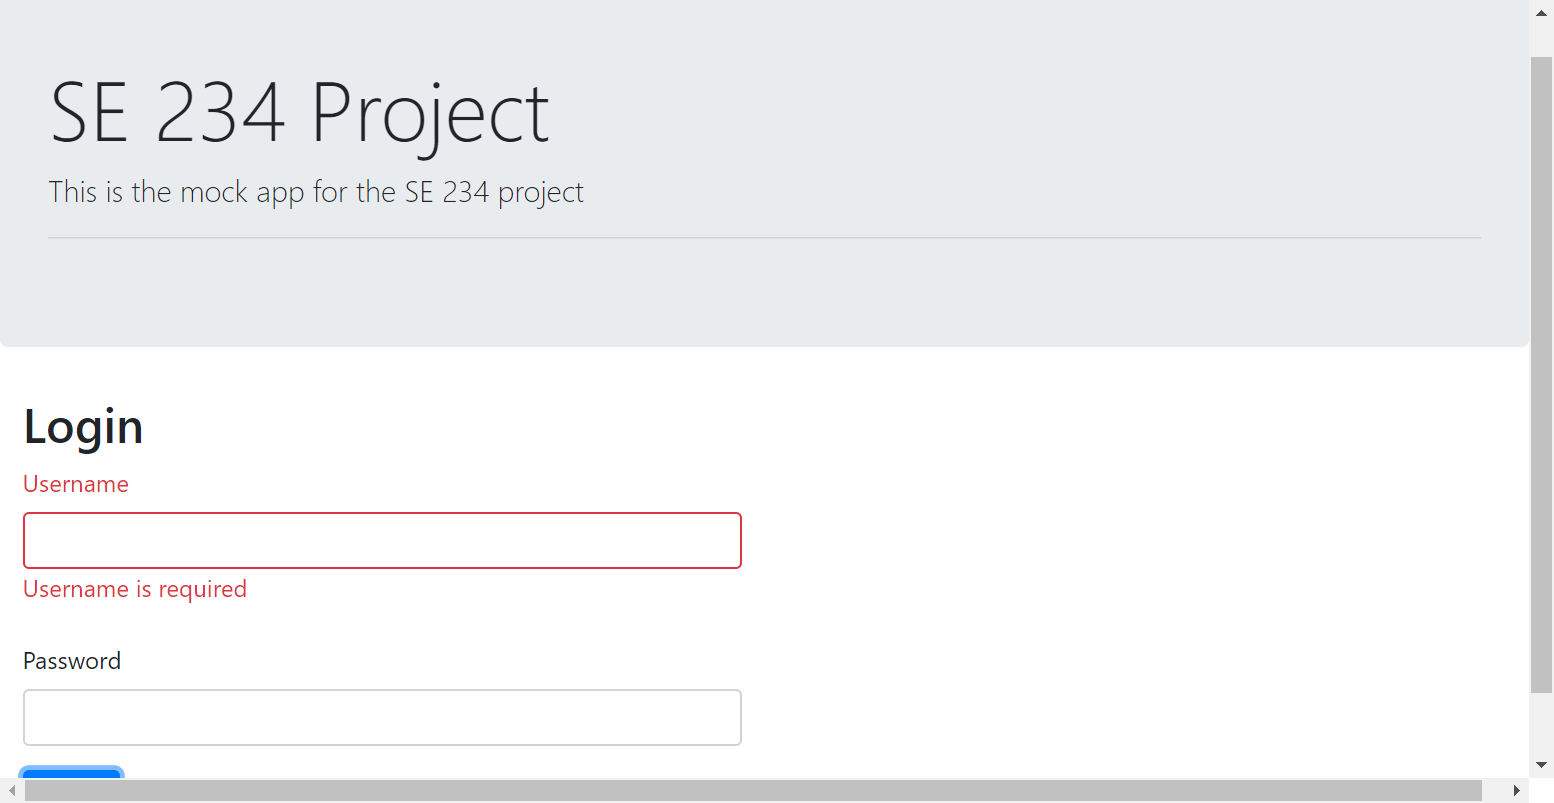 SE 234 Project
This is the mock app for the SE 234 project
Login
Username
Username is required
Password